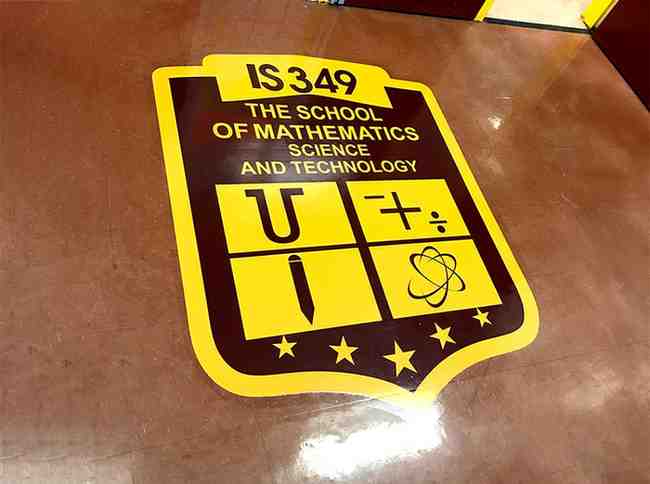 IS 349
THE SCHOOL
OF MATHEMATICS
SCIENCE
AND TECHNOLOGY
− + ÷